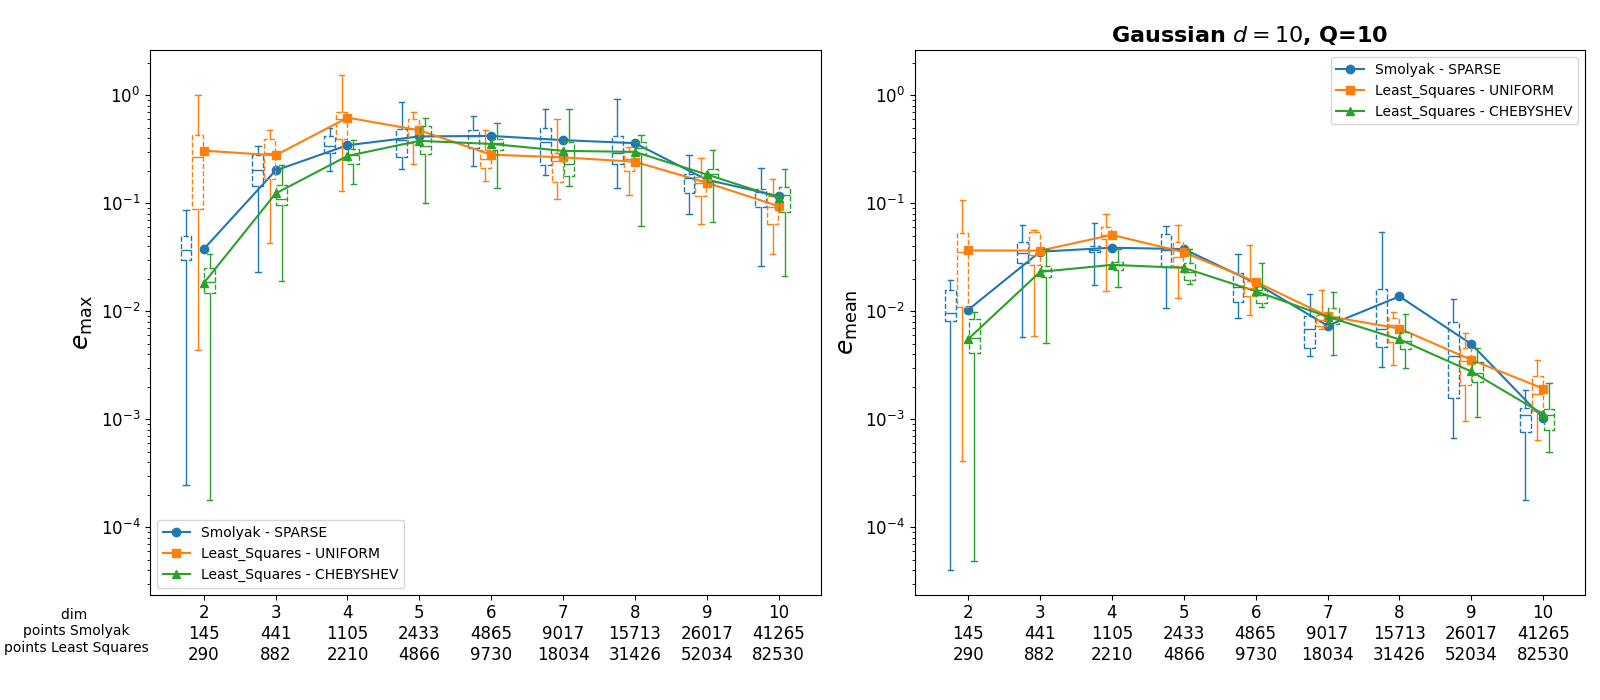 Gaussian d = 10, Q=10
10⁰
10⁻¹
10⁻²
10⁻³
10⁻⁴
e_max
Smolyak - SPARSE
Least_Squares - UNIFORM
Least_Squares - CHEBYSHEV
dim
points Smolyak
points Least Squares
2 3 4 5 6 7 8 9 10
145 441 1105 2433 4865 9017 15713 26017 41265
290 882 2210 4866 9730 18034 31426 52034 82530
10⁰
10⁻¹
10⁻²
10⁻³
10⁻⁴
e_mean
Smolyak - SPARSE
Least_Squares - UNIFORM
Least_Squares - CHEBYSHEV
2 3 4 5 6 7 8 9 10
145 441 1105 2433 4865 9017 15713 26017 41265
290 882 2210 4866 9730 18034 31426 52034 82530